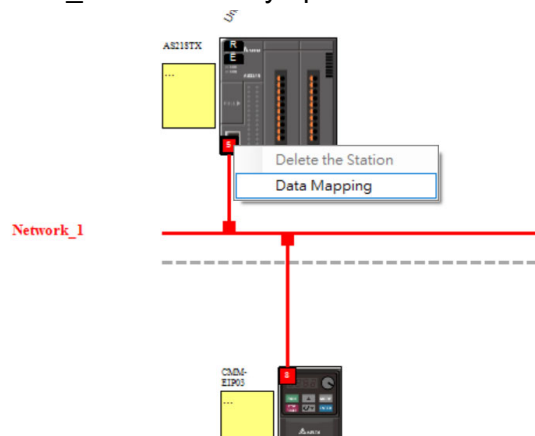 AS218TX
R
E
...
S
Delete the Station
Data Mapping
Network_1
CMM-
EIP03
S
...